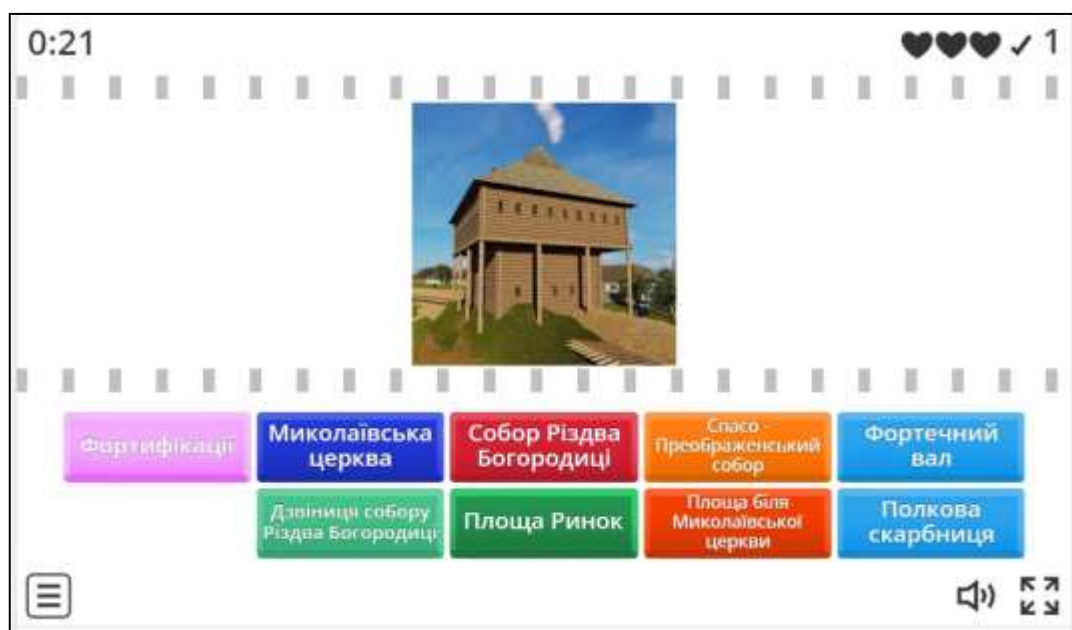 0:21
✓ 1
Фортифікації
Миколаївська
церква
Собор Різдва
Богородиці
Спасо -
Преображенський
собор
Фортечний
вал
Дзвіниця собору
Різдва Богородиці
Площа Ринок
Площа біля
Миколаївської
церкви
Полкова
скарбниця